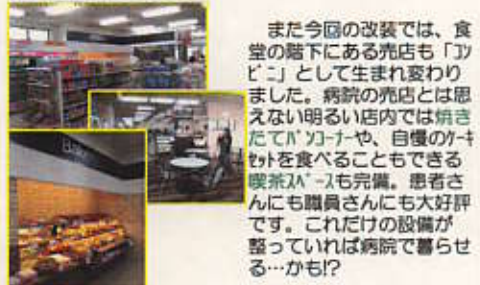 また今回の改装では、食
堂の階下にある売店も「ｺﾝ
ﾋﾞﾆ」として生まれ変わり
ました。病院の売店とは思
えない明るい店内では焼き
たてﾊﾟﾝｺｰﾅｰや、自慢のｹｰｷ
ｾｯﾄを食べることもできる
喫茶ｽﾍﾟｰｽも完備。患者さ
んにも職員さんにも大好評
です。これだけの設備が
整っていれば病院で暮らせ
る…かも!?